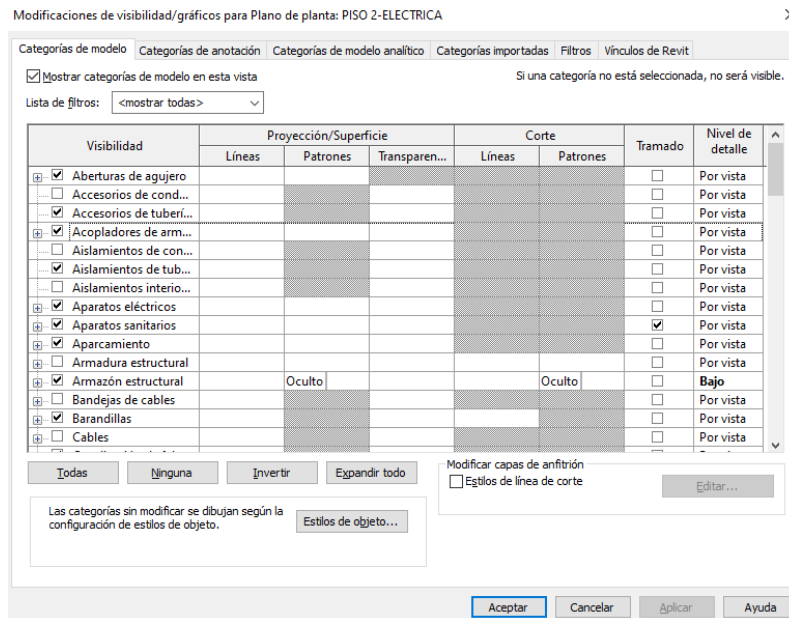 Modificaciones de visibilidad/gráficos para Plano de planta: PISO 2-ELECTRICA
Categorías de modelo Categorías de anotación Categorías de modelo analítico Categorías importadas Filtros Vínculos de Revit
Mostrar categorías de modelo en esta vista Si una categoría no está seleccionada, no será visible.
Lista de filtros: <mostrar todas>
Visibilidad Proyección/Superficie Corte Tramado Nivel de detalle
Líneas Patrones Transparen... Líneas Patrones
Aberturas de agujero Por vista
Accesorios de cond... Por vista
Accesorios de tuberí... Por vista
Acopladores de arm... Por vista
Aislamientos de con... Por vista
Aislamientos de tub... Por vista
Aislamientos interio... Por vista
Aparatos eléctricos Por vista
Aparatos sanitarios Por vista
Aparcamiento Por vista
Armadura estructural Por vista
Armazón estructural Oculto Oculto Bajo
Bandejas de cables Por vista
Barandillas Por vista
Cables Por vista
Todas Ninguna Invertir Expandir todo
Modificar capas de anfitrión
Estilos de línea de corte Editar...
Las categorías sin modificar se dibujan según la
configuración de estilos de objeto. Estilos de objeto...
Aceptar Cancelar Aplicar Ayuda